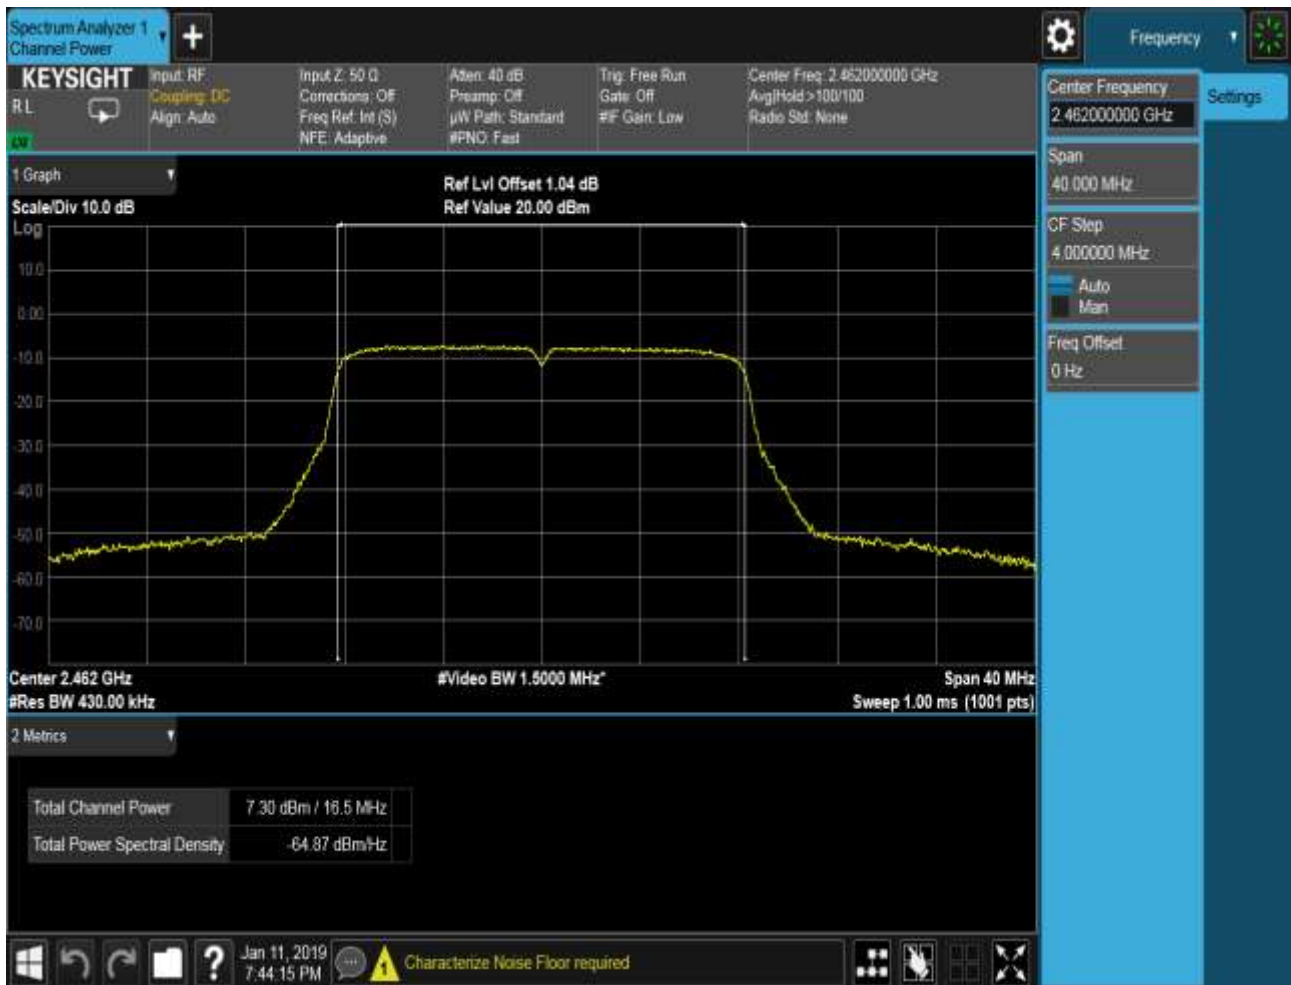 Spectrum Analyzer 1
Channel Power
Frequency
KEYSIGHT
R L
Input: RF
Coupling: DC
Align: Auto
Input Z: 50 Ω
Corrections: Off
Freq Ref: Int (S)
NFE: Adaptive
Atten: 40 dB
Preamp: Off
µW Path: Standard
#PNO: Fast
Trig: Free Run
Gate: Off
#IF Gain: Low
Center Freq: 2.462000000 GHz
Avg|Hold:>100/100
Radio Std: None
Center Frequency
2.462000000 GHz
Settings
Span
40.000 MHz
CF Step
4.000000 MHz
Auto
Man
Freq Offset
0 Hz
1 Graph
Scale/Div 10.0 dB
Ref Lvl Offset 1.04 dB
Ref Value 20.00 dBm
Log
10.0
0.00
-10.0
-20.0
-30.0
-40.0
-50.0
-60.0
-70.0
Center 2.462 GHz
#Video BW 1.5000 MHz*
Span 40 MHz
#Res BW 430.00 kHz
Sweep 1.00 ms (1001 pts)
2 Metrics
Total Channel Power 7.30 dBm / 16.5 MHz
Total Power Spectral Density -64.87 dBm/Hz
?
Jan 11, 2019
7:44:15 PM
1
Characterize Noise Floor required